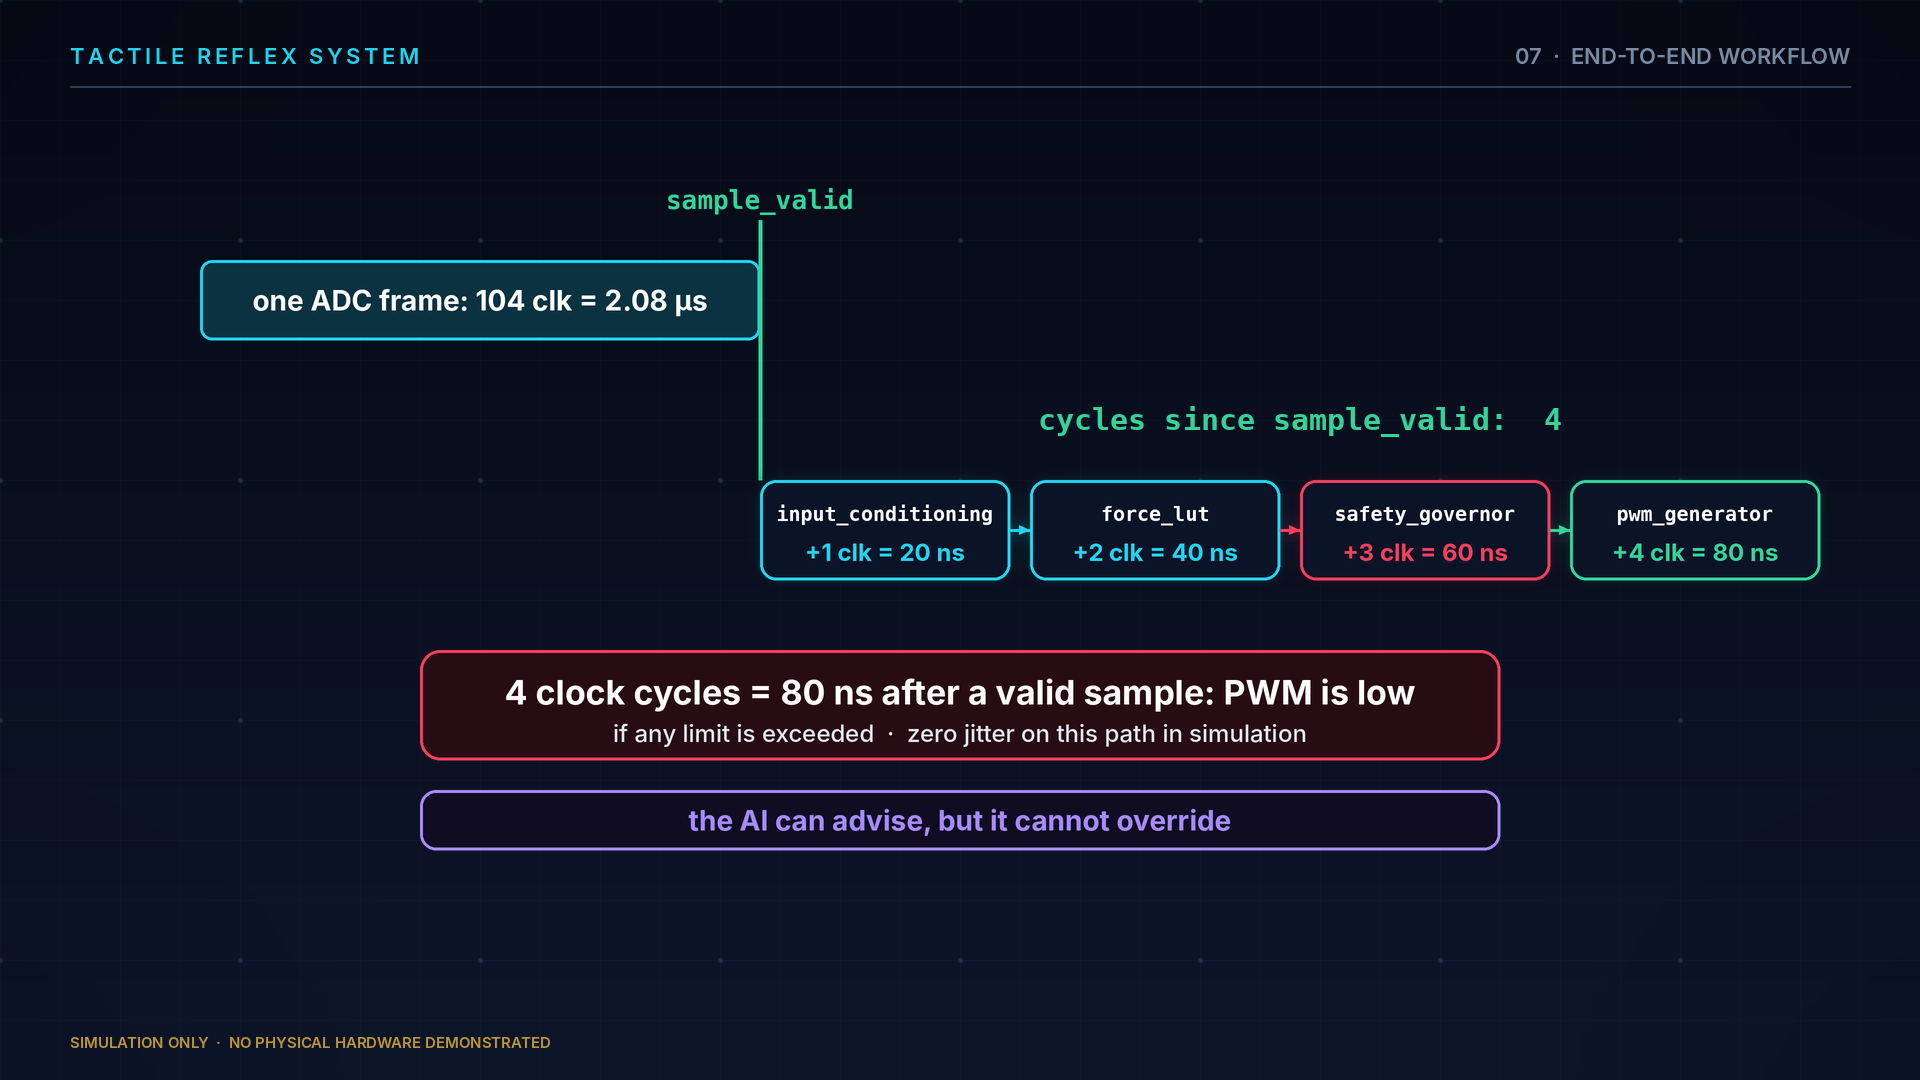 TACTILE REFLEX SYSTEM
07 · END-TO-END WORKFLOW
sample_valid
one ADC frame: 104 clk = 2.08 µs
cycles since sample_valid: 4
input_conditioning
+1 clk = 20 ns
force_lut
+2 clk = 40 ns
safety_governor
+3 clk = 60 ns
pwm_generator
+4 clk = 80 ns
4 clock cycles = 80 ns after a valid sample: PWM is low
if any limit is exceeded · zero jitter on this path in simulation
the AI can advise, but it cannot override
SIMULATION ONLY · NO PHYSICAL HARDWARE DEMONSTRATED